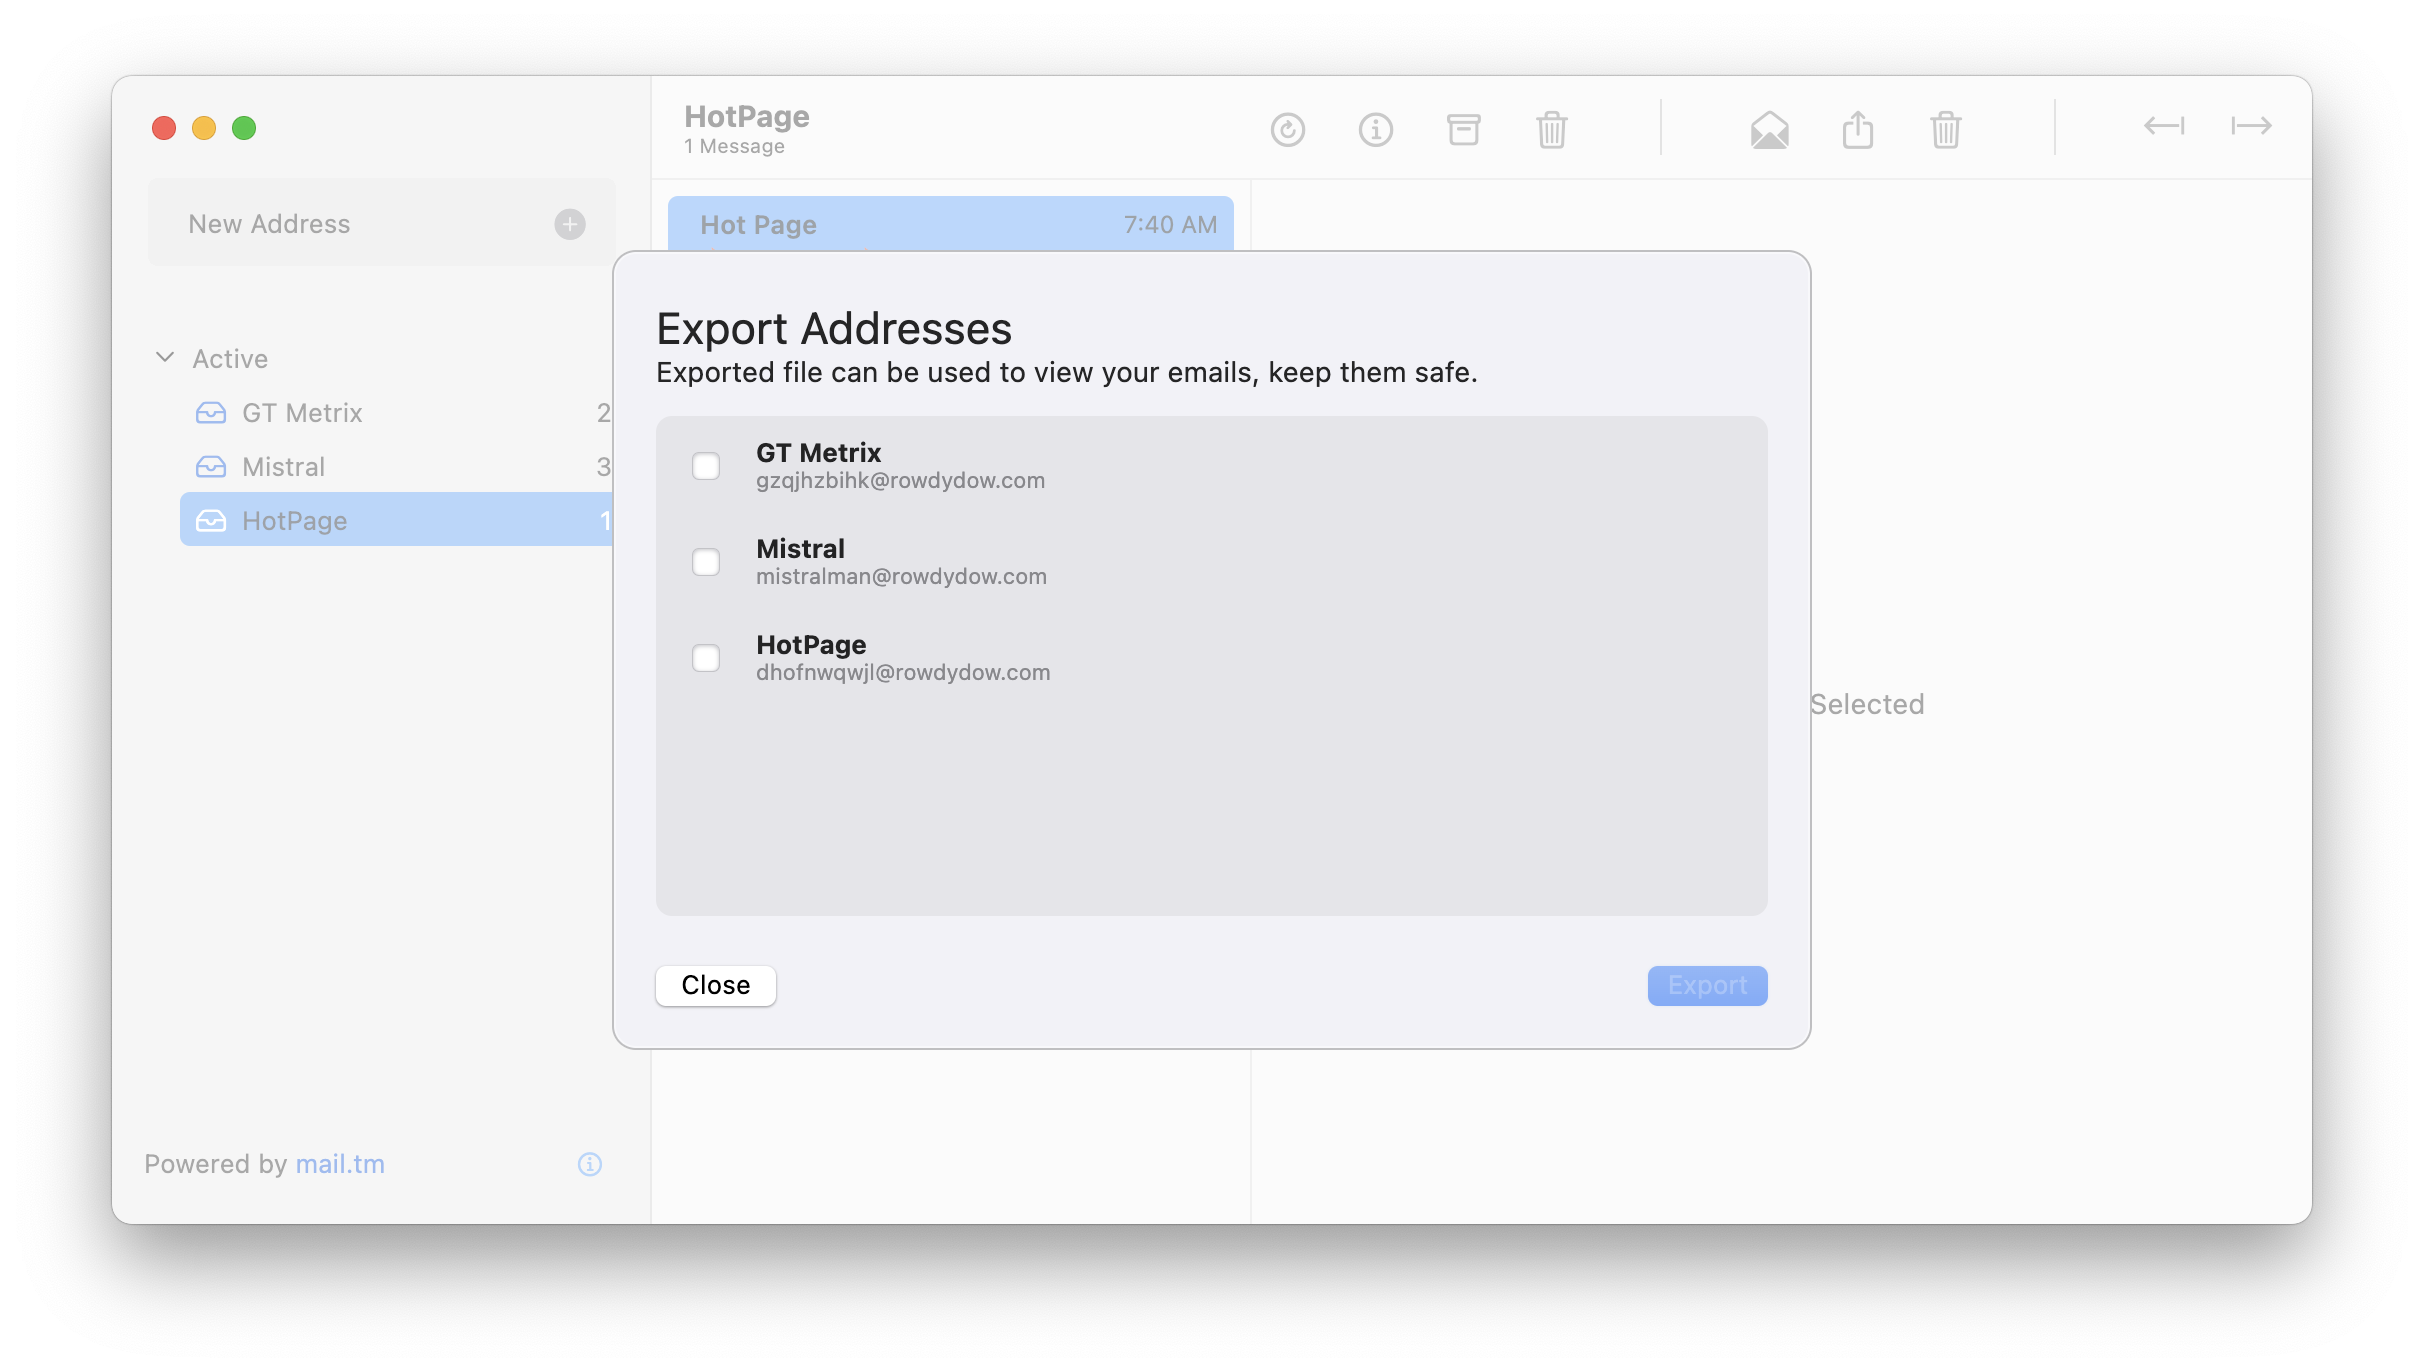 HotPage
1 Message
New Address
Hot Page 7:40 AM
Active
GT Metrix 2
Mistral 3
HotPage 1
Export Addresses
Exported file can be used to view your emails, keep them safe.
GT Metrix
gzqjhzbihk@rowdydow.com
Mistral
mistralman@rowdydow.com
HotPage
dhofnwqwjl@rowdydow.com
Selected
Close
Export
Powered by mail.tm